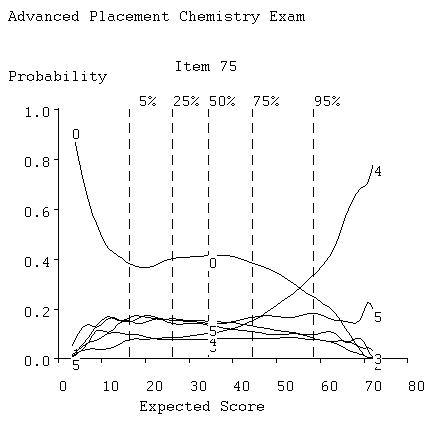 Advanced Placement Chemistry Exam
Item 75
Probability
5% 25% 50% 75% 95%
1.0
0
0.8
4
0.6
0.4
0
0.2
5
5
4
3
0.0
5
3
2
0 10 20 30 40 50 60 70 80
Expected Score